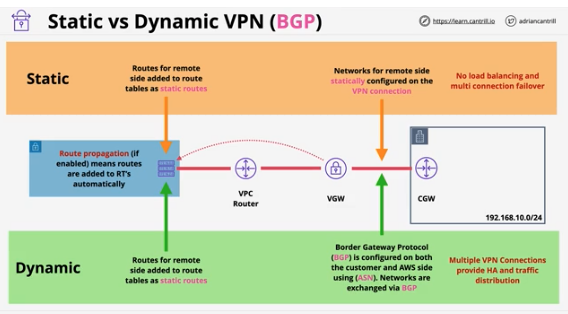 Static vs Dynamic VPN (BGP)
https://learn.cantrill.io
adriancantrill
Static
Routes for remote
side added to route
tables as static routes
Networks for remote side
statically configured on the
VPN connection
No load balancing and
multi connection failover
Route propagation (if
enabled) means routes
are added to RT's
automatically
VPC
Router
VGW
CGW
192.168.10.0/24
Dynamic
Routes for remote
side added to route
tables as static routes
Border Gateway Protocol
(BGP) is configured on both
the customer and AWS side
using (ASN). Networks are
exchanged via BGP
Multiple VPN Connections
provide HA and traffic
distribution